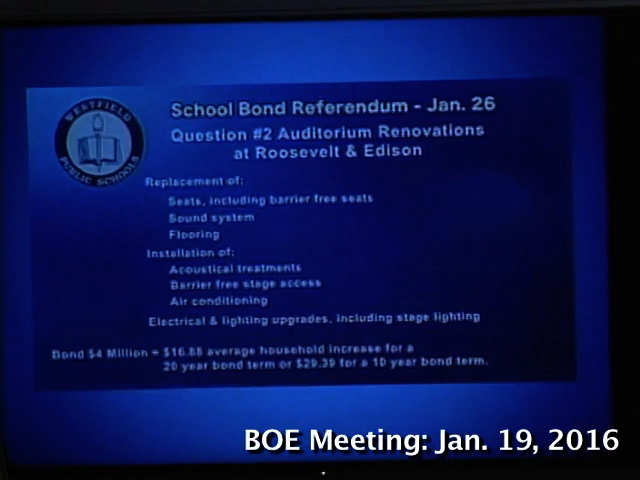 WESTFIELD
PUBLIC SCHOOLS
School Bond Referendum - Jan. 26
Question #2 Auditorium Renovations
at Roosevelt & Edison
Replacement of:
Seats, including barrier free seats
Sound system
Flooring
Installation of:
Acoustical treatments
Barrier free stage access
Air conditioning
Electrical & lighting upgrades, including stage lighting
Bond $4 Million = $16.88 average household increase for a
20 year bond term or $29.39 for a 10 year bond term.
BOE Meeting: Jan. 19, 2016